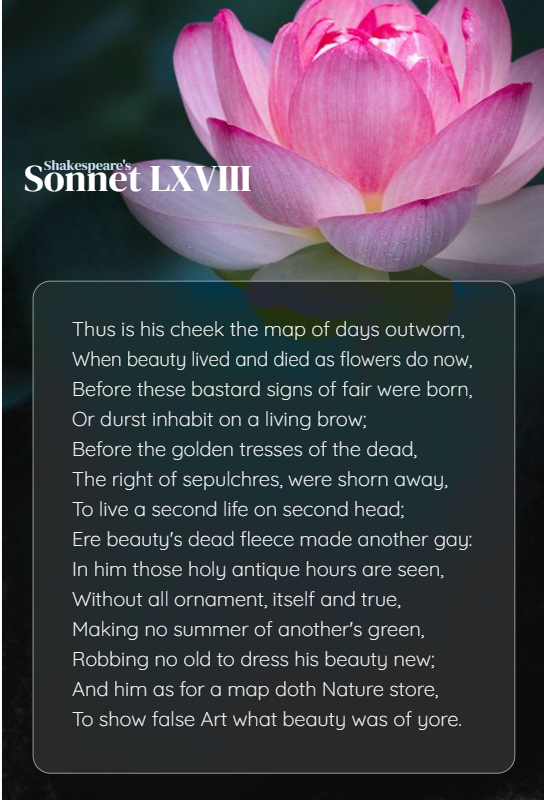 Shakespeare's
Sonnet LXVIII
Thus is his cheek the map of days outworn,
When beauty lived and died as flowers do now,
Before these bastard signs of fair were born,
Or durst inhabit on a living brow;
Before the golden tresses of the dead,
The right of sepulchres, were shorn away,
To live a second life on second head;
Ere beauty's dead fleece made another gay:
In him those holy antique hours are seen,
Without all ornament, itself and true,
Making no summer of another's green,
Robbing no old to dress his beauty new;
And him as for a map doth Nature store,
To show false Art what beauty was of yore.